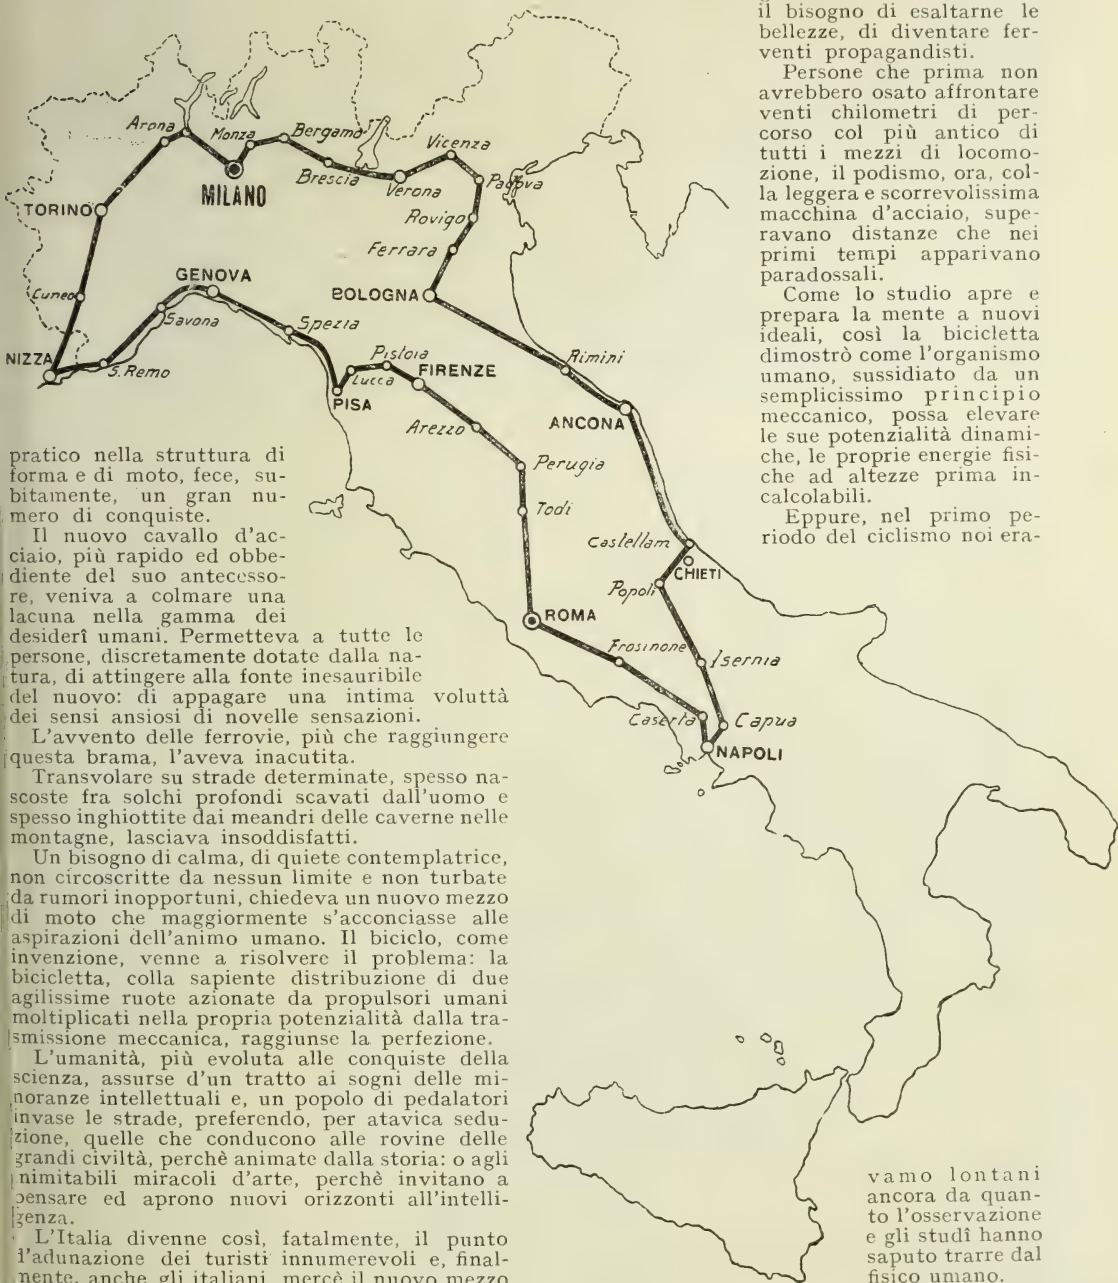 Arona
Monza
Bergamo
Vicenza
Brescia
Verona
Padova
MILANO
TORINO
Rovigo
Ferrara
GENOVA
BOLOGNA
Cuneo
Savona
Spezia
NIZZA
S. Remo
Pistoia
Rimini
Lucca
FIRENZE
PISA
ANCONA
Arezzo
Perugia
Todi
Castellam
CHIETI
Popoli
ROMA
Frosinone
Isernia
Caserta
Capua
NAPOLI
pratico nella struttura di
forma e di moto, fece, su-
bitamente, un gran nu-
mero di conquiste.
Il nuovo cavallo d'ac-
ciaio, più rapido ed obbe-
diente del suo antecesso-
re, veniva a colmare una
lacuna nella gamma dei
desiderî umani. Permetteva a tutte le
persone, discretamente dotate dalla na-
tura, di attingere alla fonte inesauribile
del nuovo: di appagare una intima voluttà
dei sensi ansiosi di novelle sensazioni.
L'avvento delle ferrovie, più che raggiungere
questa brama, l'aveva inacutita.
Transvolare su strade determinate, spesso na-
scoste fra solchi profondi scavati dall'uomo e
spesso inghiottite dai meandri delle caverne nelle
montagne, lasciava insoddisfatti.
Un bisogno di calma, di quiete contemplatrice,
non circoscritte da nessun limite e non turbate
da rumori inopportuni, chiedeva un nuovo mezzo
di moto che maggiormente s'acconciasse alle
aspirazioni dell'animo umano. Il biciclo, come
invenzione, venne a risolvere il problema: la
bicicletta, colla sapiente distribuzione di due
agilissime ruote azionate da propulsori umani
moltiplicati nella propria potenzialità dalla tra-
smissione meccanica, raggiunse la perfezione.
L'umanità, più evoluta alle conquiste della
scienza, assurse d'un tratto ai sogni delle mi-
noranze intellettuali e, un popolo di pedalatori
invase le strade, preferendo, per atavica sedu-
zione, quelle che conducono alle rovine delle
grandi civiltà, perchè animate dalla storia: o agli
nimitabili miracoli d'arte, perchè invitano a
pensare ed aprono nuovi orizzonti all'intelli-
genza.
L'Italia divenne così, fatalmente, il punto
l'adunazione dei turisti innumerevoli e, final-
mente, anche gli italiani, mercè il nuovo mezzo
il bisogno di esaltarne le
bellezze, di diventare fer-
venti propagandisti.
Persone che prima non
avrebbero osato affrontare
venti chilometri di per-
corso col più antico di
tutti i mezzi di locomo-
zione, il podismo, ora, col-
la leggera e scorrevolissima
macchina d'acciaio, supe-
ravano distanze che nei
primi tempi apparivano
paradossali.
Come lo studio apre e
prepara la mente a nuovi
ideali, così la bicicletta
dimostrò come l'organismo
umano, sussidiato da un
semplicissimo principio
meccanico, possa elevare
le sue potenzialità dinami-
che, le proprie energie fisi-
che ad altezze prima in-
calcolabili.
Eppure, nel primo pe-
riodo del ciclismo noi era-
vamo lontani
ancora da quan-
to l'osservazione
e gli studî hanno
saputo trarre dal
fisico umano.